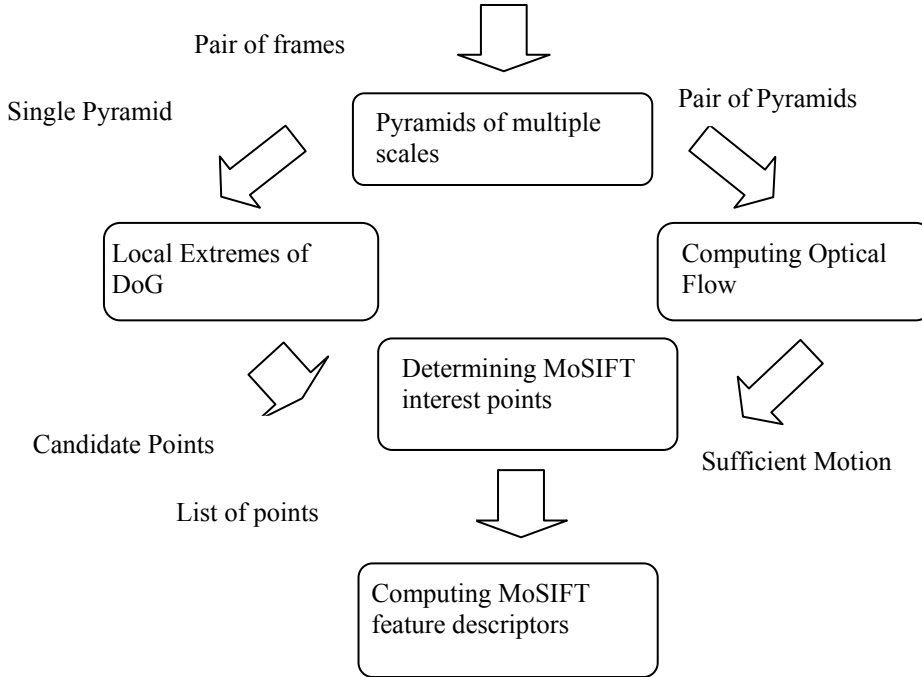 Pair of frames
Single Pyramid
Pair of Pyramids
Pyramids of multiple
scales
Local Extremes of
DoG
Computing Optical
Flow
Determining MoSIFT
interest points
Candidate Points
Sufficient Motion
List of points
Computing MoSIFT
feature descriptors